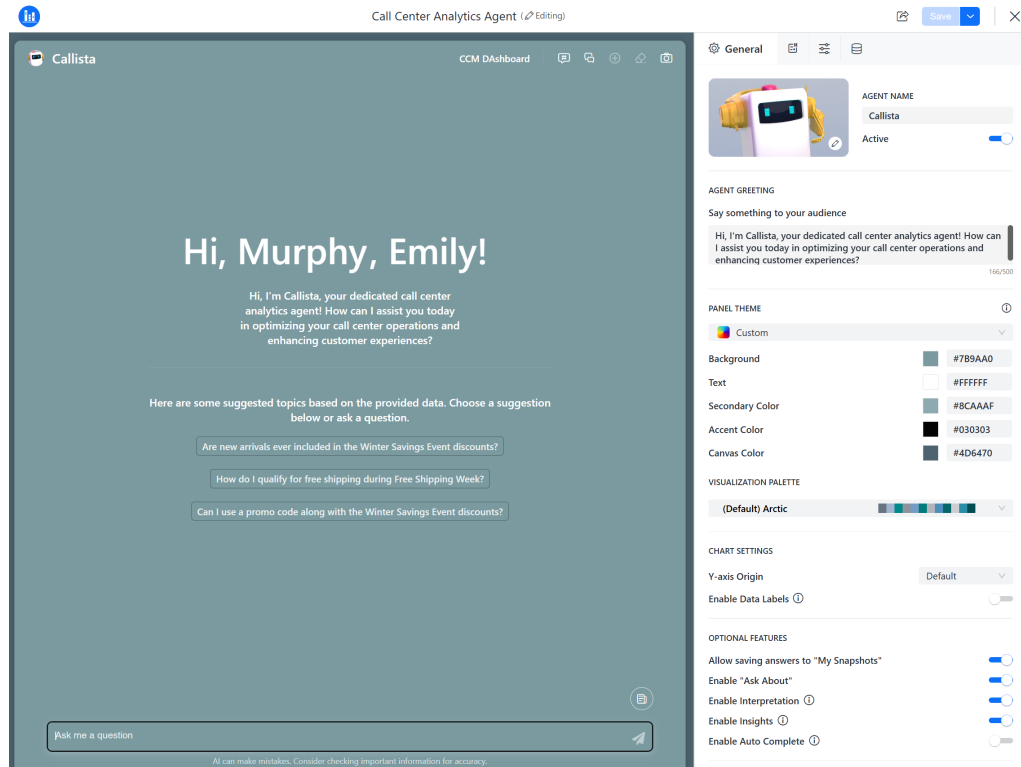 Call Center Analytics Agent (Editing)
Save
Callista
CCM DAshboard
Hi, Murphy, Emily!
Hi, I'm Callista, your dedicated call center
analytics agent! How can I assist you today
in optimizing your call center operations and
enhancing customer experiences?
Here are some suggested topics based on the provided data. Choose a suggestion
below or ask a question.
Are new arrivals ever included in the Winter Savings Event discounts?
How do I qualify for free shipping during Free Shipping Week?
Can I use a promo code along with the Winter Savings Event discounts?
Ask me a question
AI can make mistakes. Consider checking important information for accuracy.
General
AGENT NAME
Callista
Active
AGENT GREETING
Say something to your audience
Hi, I'm Callista, your dedicated call center analytics agent! How can
I assist you today in optimizing your call center operations and
enhancing customer experiences?
166/500
PANEL THEME
Custom
Background #7B9AA0
Text #FFFFFF
Secondary Color #8CAAAF
Accent Color #030303
Canvas Color #4D6470
VISUALIZATION PALETTE
(Default) Arctic
CHART SETTINGS
Y-axis Origin Default
Enable Data Labels
OPTIONAL FEATURES
Allow saving answers to "My Snapshots"
Enable "Ask About"
Enable Interpretation
Enable Insights
Enable Auto Complete